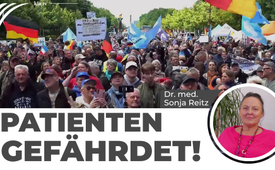 Dr. med.
Sonja Reitz
PATIENTEN
GEFÄHRDET!